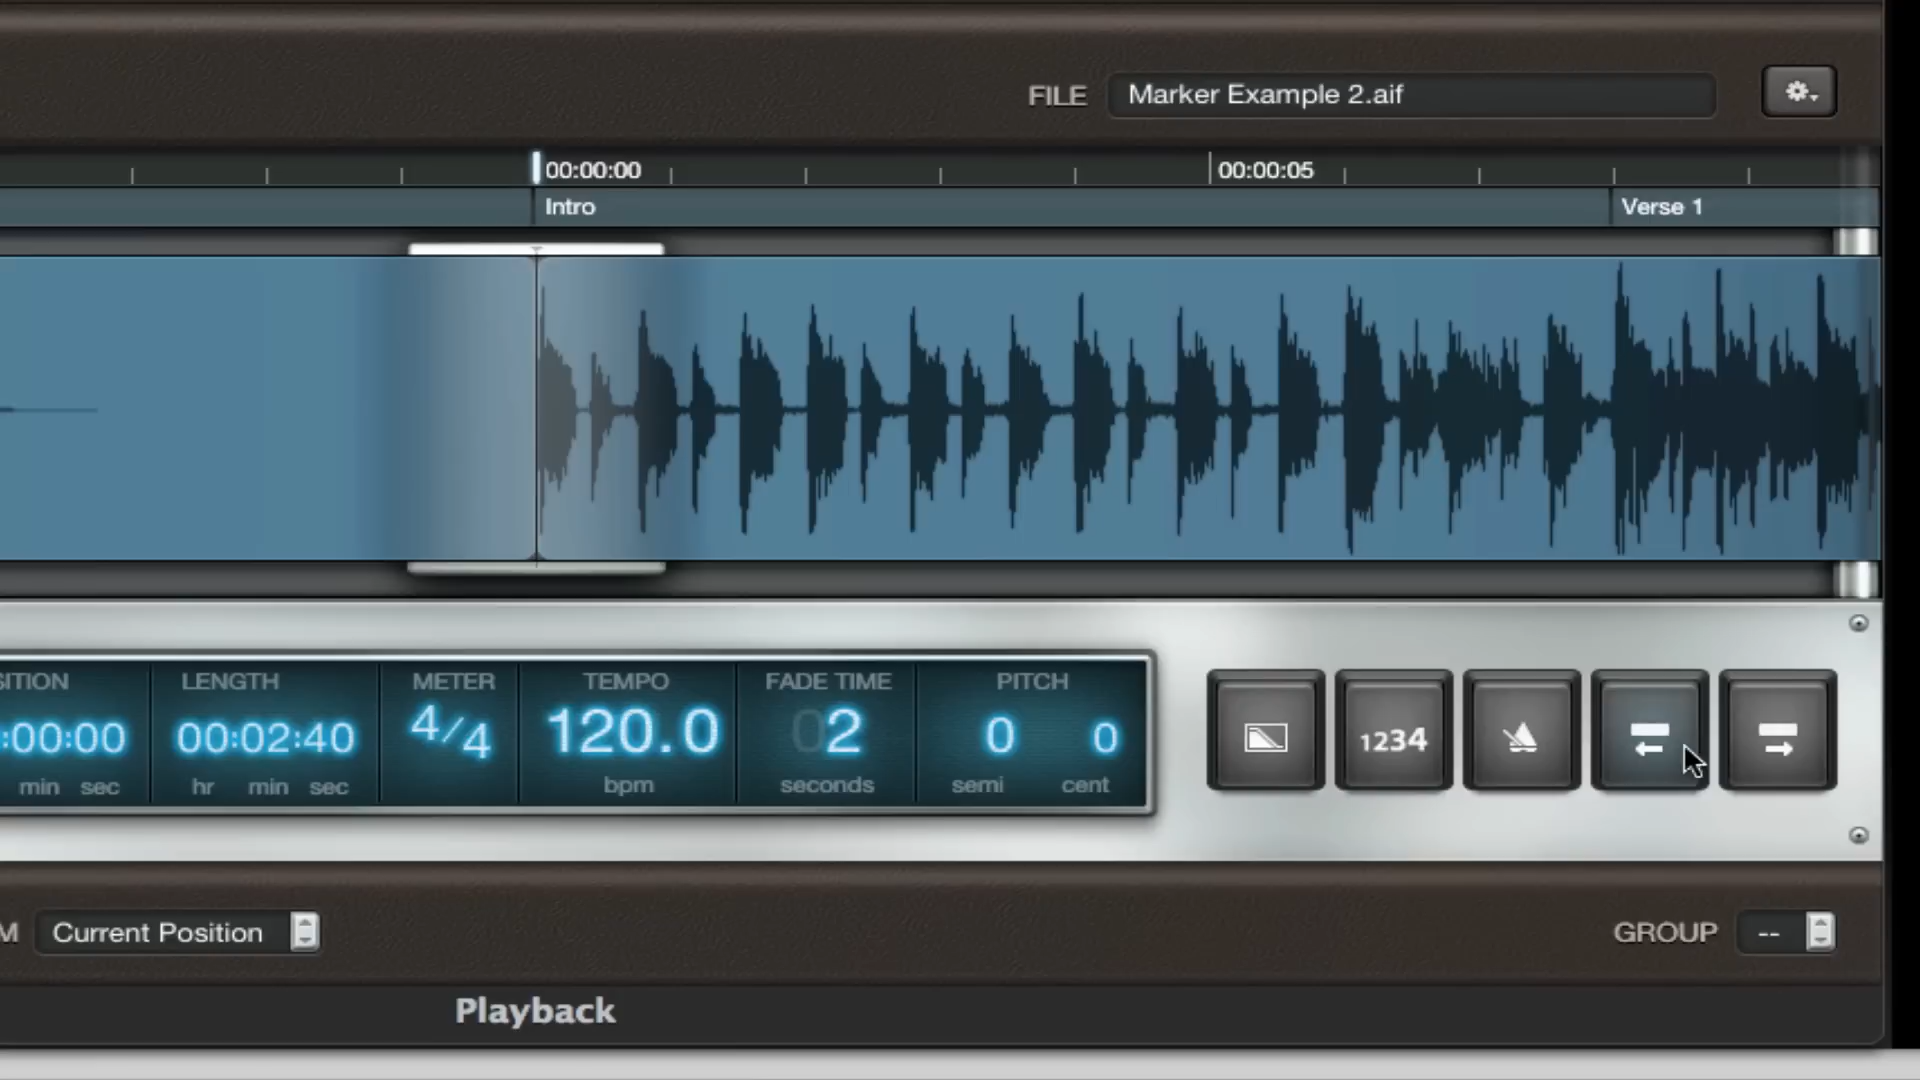 FILE Marker Example 2.aif
00:00:00 00:00:05
Intro Verse 1
SITION LENGTH METER TEMPO FADE TIME PITCH
:00:00 00:02:40 4/4 120.0 02 0 0 1234
min sec hr min sec bpm seconds semi cent
M Current Position GROUP --
Playback